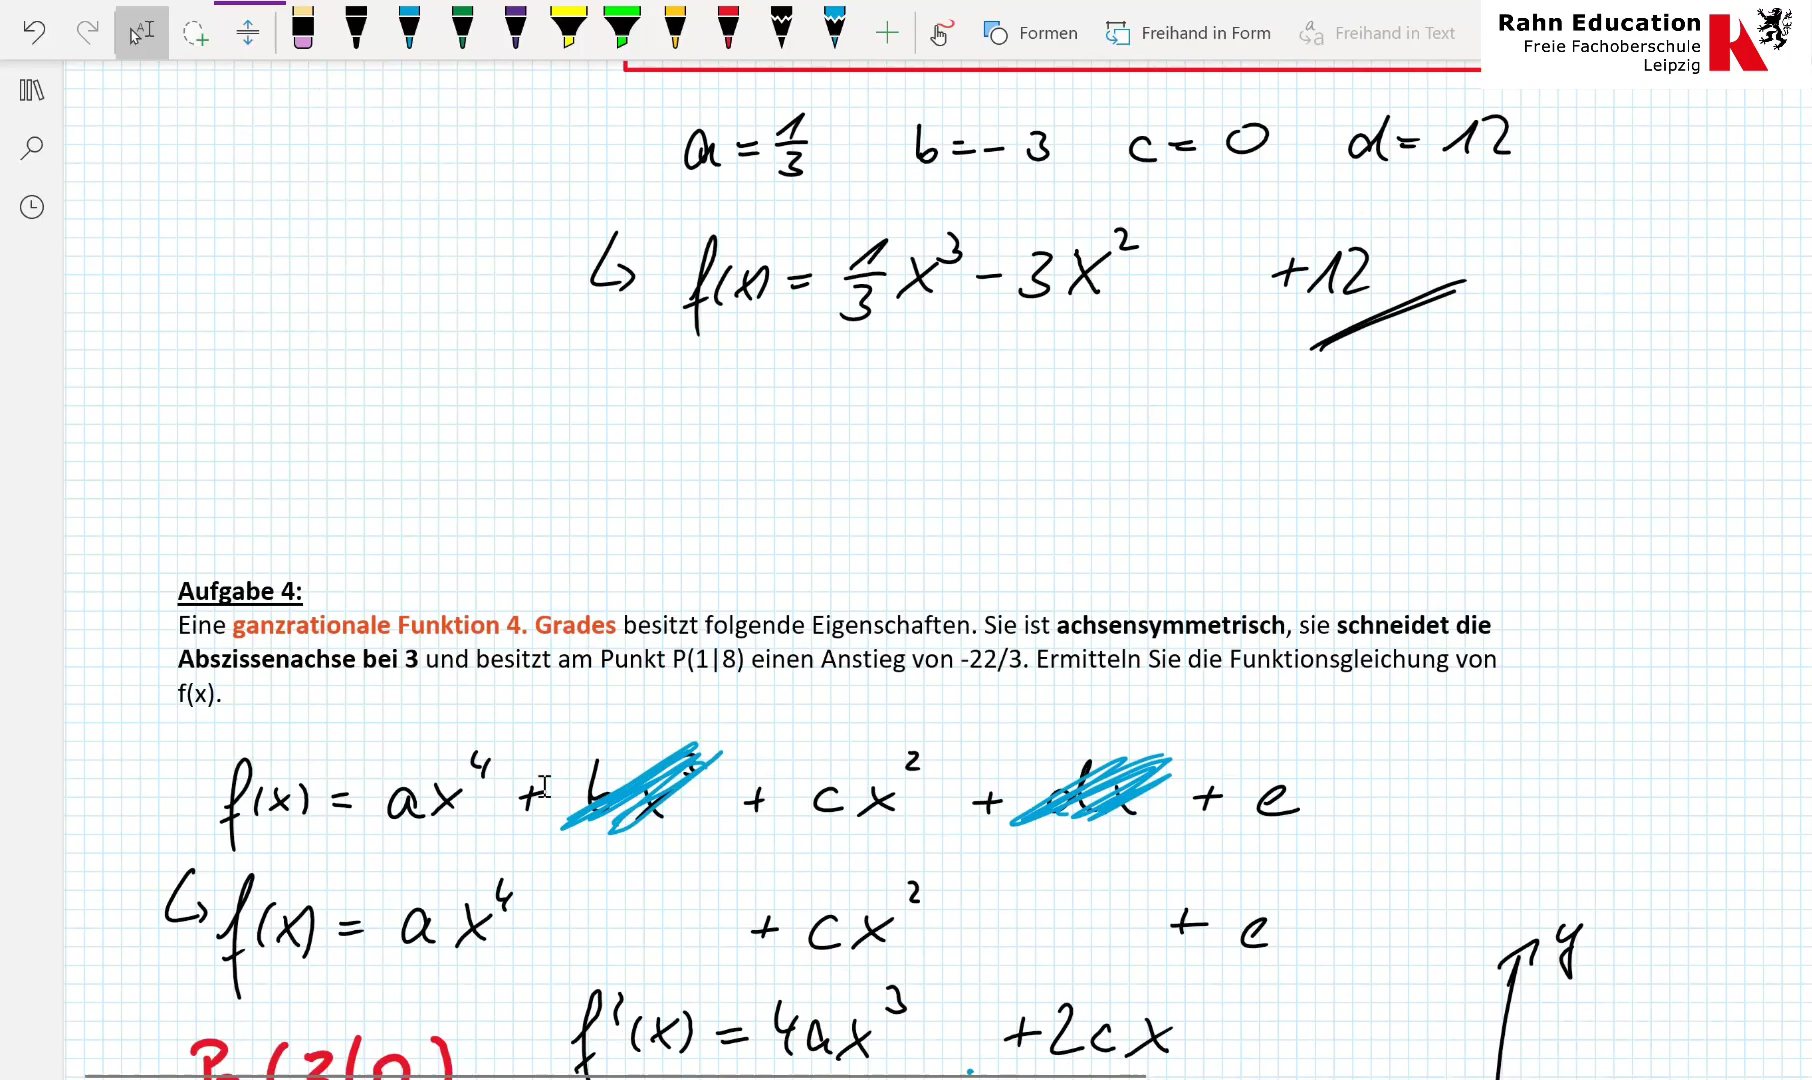 Formen Freihand in Form Freihand in Text
Rahn Education
Freie Fachoberschule
Leipzig
a = 1/3 b = - 3 c = 0 d = 12
↳ f(x) = 1/3 x³ - 3x² + 12
Aufgabe 4:
Eine ganzrationale Funktion 4. Grades besitzt folgende Eigenschaften. Sie ist achsensymmetrisch, sie schneidet die
Abszissenachse bei 3 und besitzt am Punkt P(1|8) einen Anstieg von -22/3. Ermitteln Sie die Funktionsgleichung von
f(x).
f(x) = ax⁴ + bx³ + cx² + dx + e
↳ f(x) = ax⁴ + cx² + e
y
f'(x) = 4ax³ + 2cx